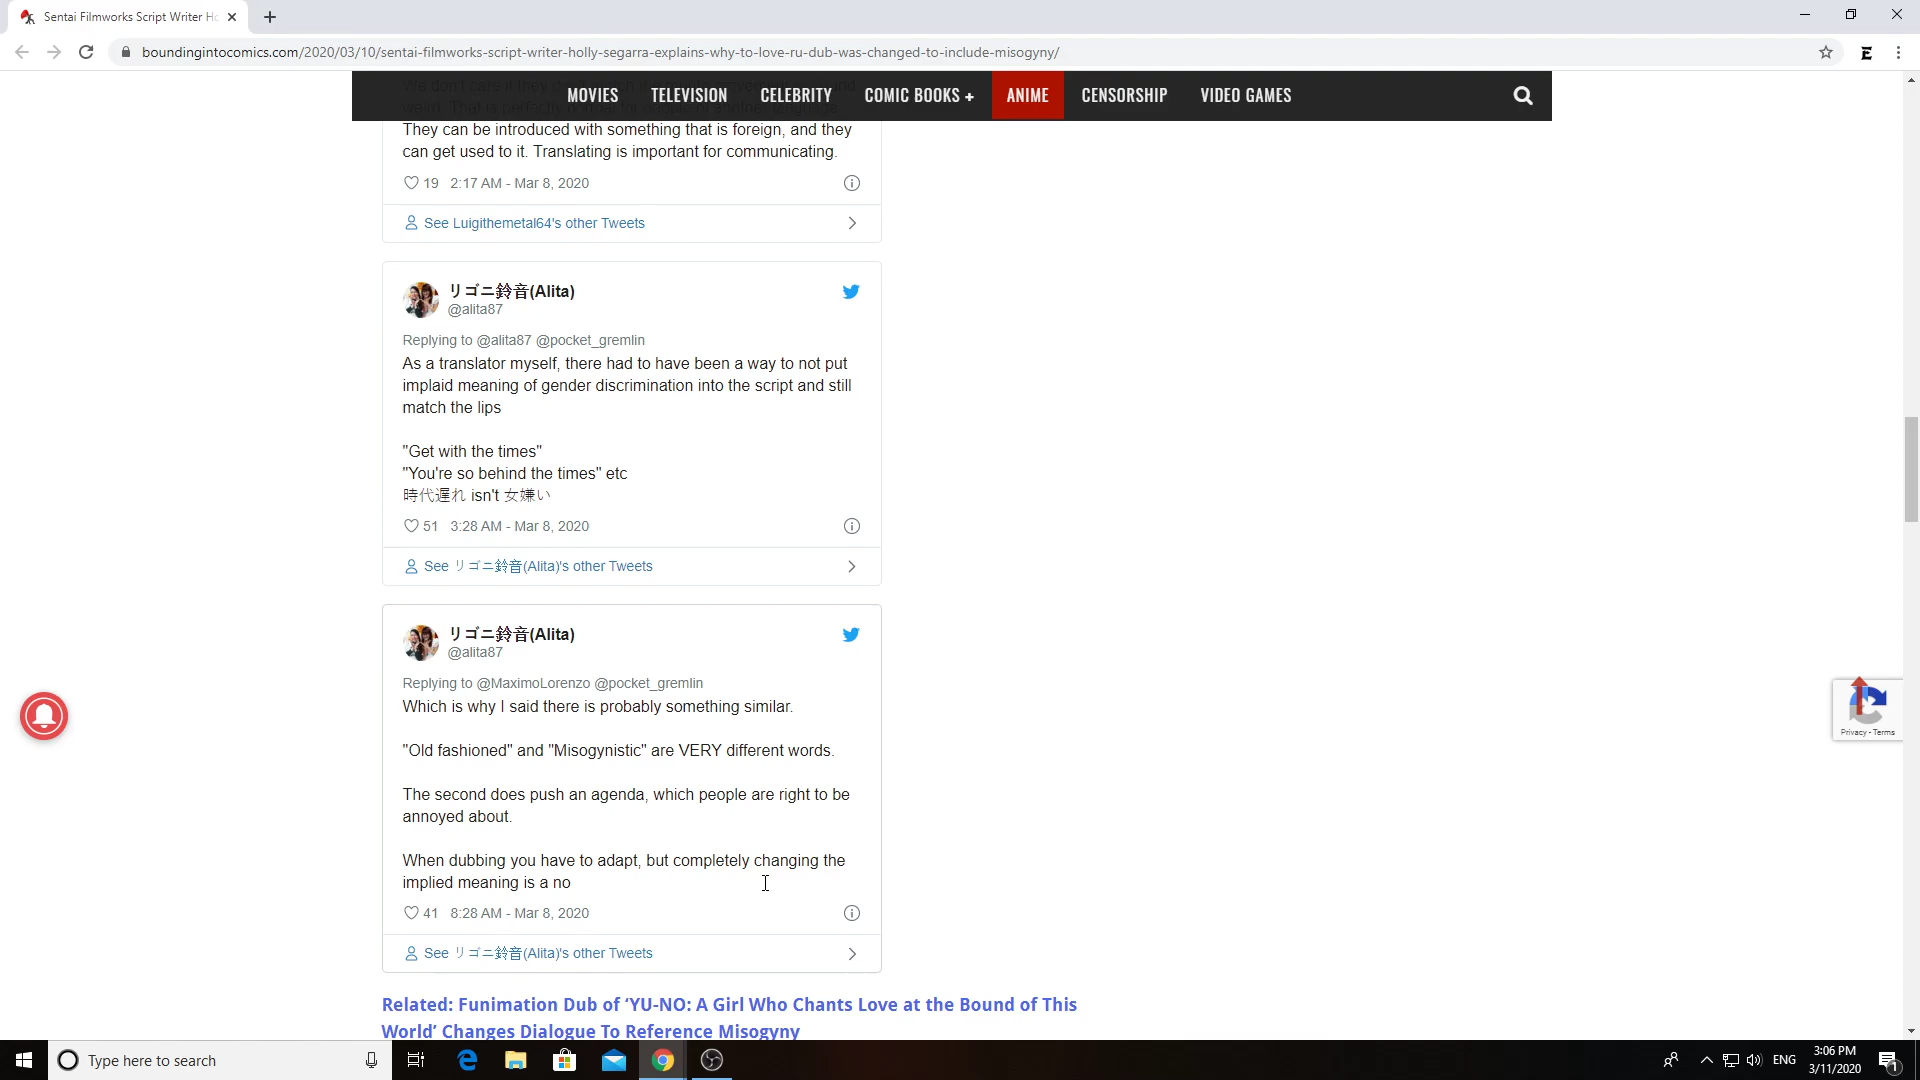 Sentai Filmworks Script Writer Ho
boundingintocomics.com/2020/03/10/sentai-filmworks-script-writer-holly-segarra-explains-why-to-love-ru-dub-was-changed-to-include-misogyny/
MOVIES TELEVISION CELEBRITY COMIC BOOKS + ANIME CENSORSHIP VIDEO GAMES
They can be introduced with something that is foreign, and they
can get used to it. Translating is important for communicating.
19 2:17 AM - Mar 8, 2020
See Luigithemetal64's other Tweets
リゴニ鈴音(Alita)
@alita87
Replying to @alita87 @pocket_gremlin
As a translator myself, there had to have been a way to not put
implaid meaning of gender discrimination into the script and still
match the lips
"Get with the times"
"You're so behind the times" etc
時代遅れ isn't 女嫌い
51 3:28 AM - Mar 8, 2020
See リゴニ鈴音(Alita)'s other Tweets
リゴニ鈴音(Alita)
@alita87
Replying to @MaximoLorenzo @pocket_gremlin
Which is why I said there is probably something similar.
"Old fashioned" and "Misogynistic" are VERY different words.
The second does push an agenda, which people are right to be
annoyed about.
When dubbing you have to adapt, but completely changing the
implied meaning is a no
41 8:28 AM - Mar 8, 2020
See リゴニ鈴音(Alita)'s other Tweets
Related: Funimation Dub of ‘YU-NO: A Girl Who Chants Love at the Bound of This
World’ Changes Dialogue To Reference Misogyny
Privacy - Terms
Type here to search
ENG
3:06 PM
3/11/2020
1